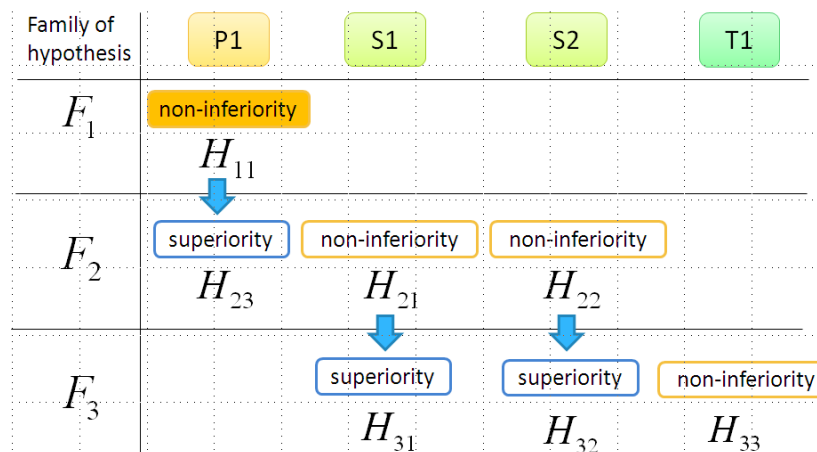 Family of
hypothesis
P1 S1 S2 T1
F₁ non-inferiority
H₁₁
F₂ superiority non-inferiority non-inferiority
H₂₃ H₂₁ H₂₂
F₃ superiority superiority non-inferiority
H₃₁ H₃₂ H₃₃